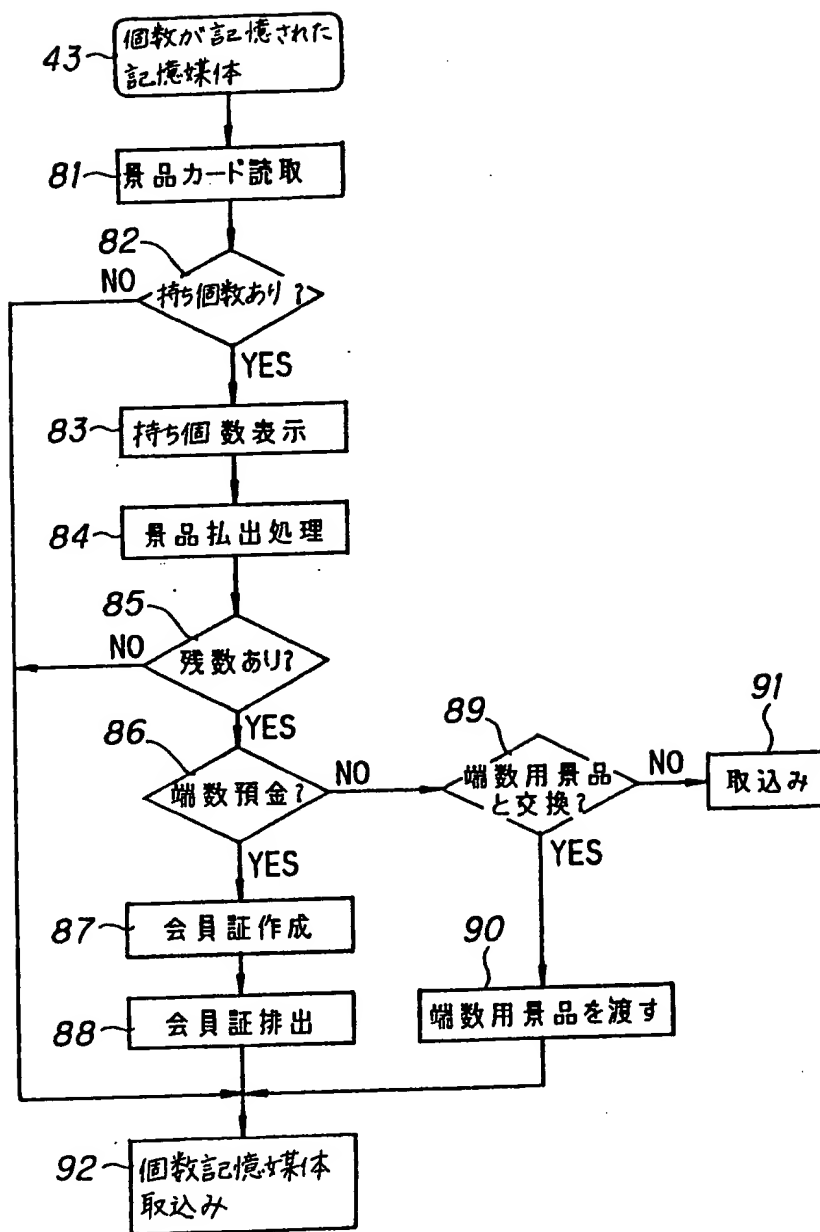 43
個数が記憶された
記憶媒体
81
景品カード読取
82
NO
持ち個数あり?
YES
83
持ち個数表示
84
景品払出処理
85
NO
残数あり?
YES
86
端数預金?
NO
89
端数用景品
と交換?
NO
91
取込み
YES
YES
87
会員証作成
90
88
会員証排出
端数用景品を渡す
92
個数記憶媒体
取込み